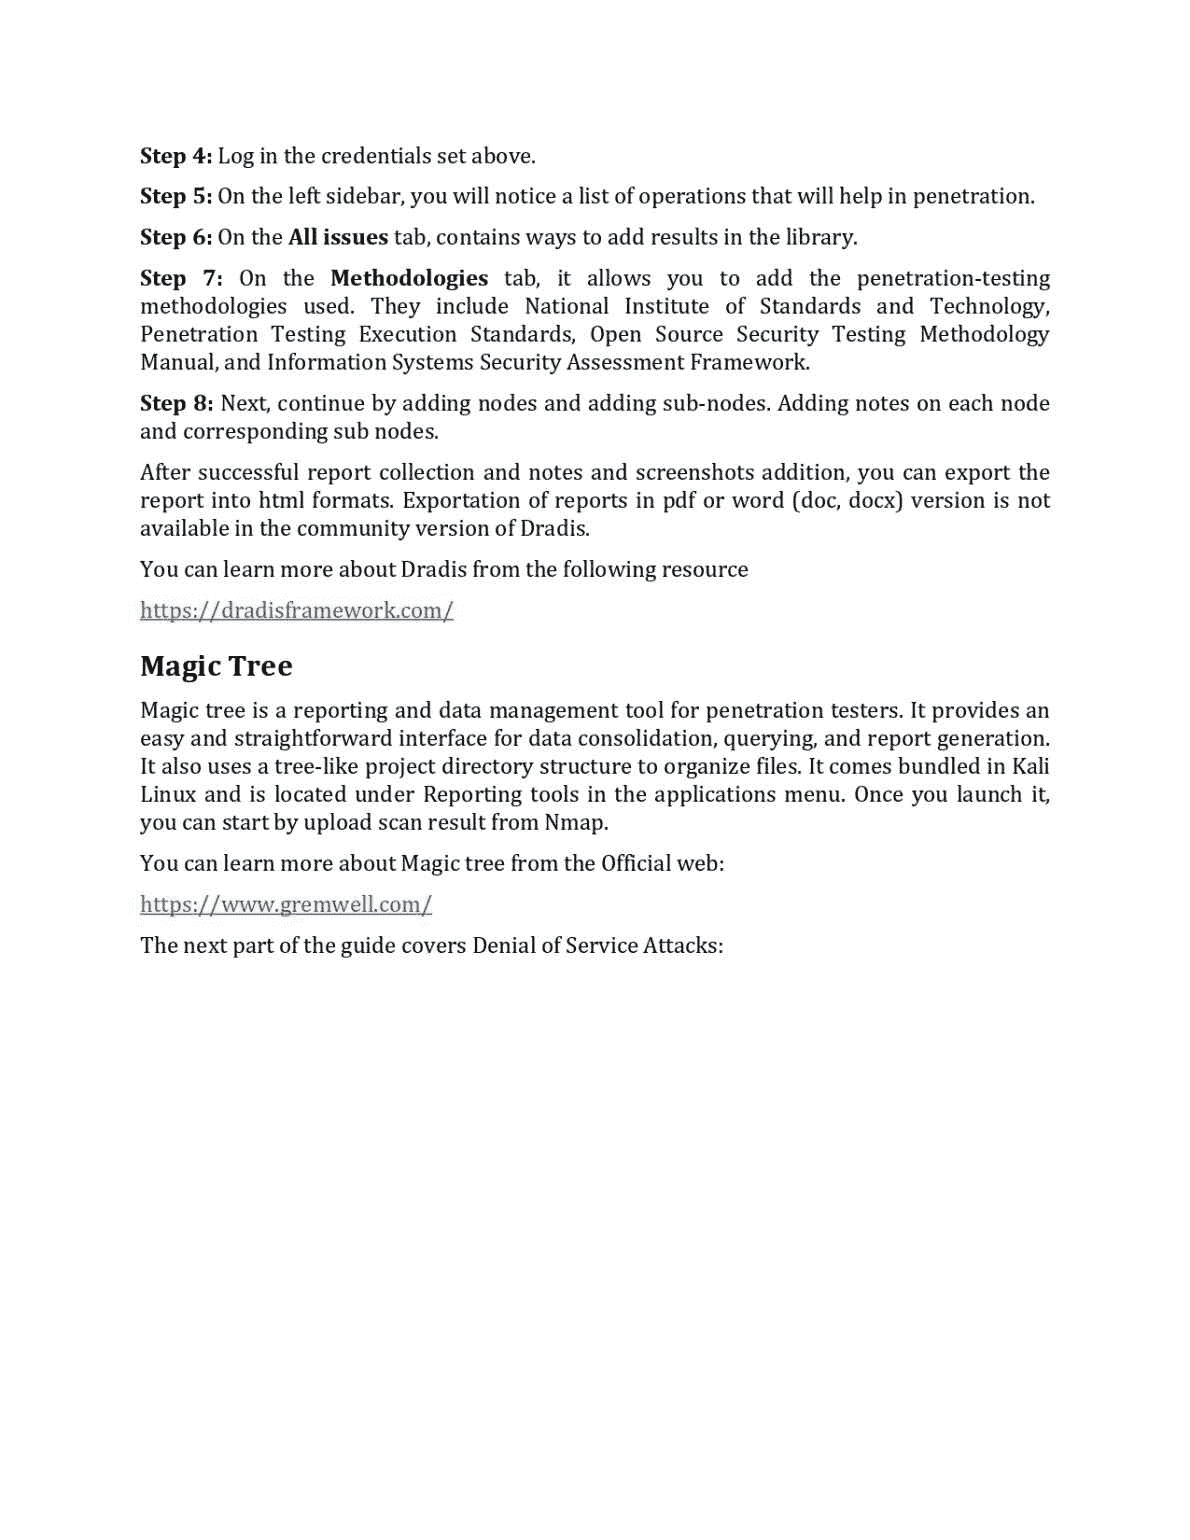 Step 4: Log in the credentials set above.
Step 5: On the left sidebar, you will notice a list of operations that will help in penetration.
Step 6: On the All issues tab, contains ways to add results in the library.
Step 7: On the Methodologies tab, it allows you to add the penetration-testing
methodologies used. They include National Institute of Standards and Technology,
Penetration Testing Execution Standards, Open Source Security Testing Methodology
Manual, and Information Systems Security Assessment Framework.
Step 8: Next, continue by adding nodes and adding sub-nodes. Adding notes on each node
and corresponding sub nodes.
After successful report collection and notes and screenshots addition, you can export the
report into html formats. Exportation of reports in pdf or word (doc, docx) version is not
available in the community version of Dradis.
You can learn more about Dradis from the following resource
https://dradisframework.com/
Magic Tree
Magic tree is a reporting and data management tool for penetration testers. It provides an
easy and straightforward interface for data consolidation, querying, and report generation.
It also uses a tree-like project directory structure to organize files. It comes bundled in Kali
Linux and is located under Reporting tools in the applications menu. Once you launch it,
you can start by upload scan result from Nmap.
You can learn more about Magic tree from the Official web:
https://www.gremwell.com/
The next part of the guide covers Denial of Service Attacks: